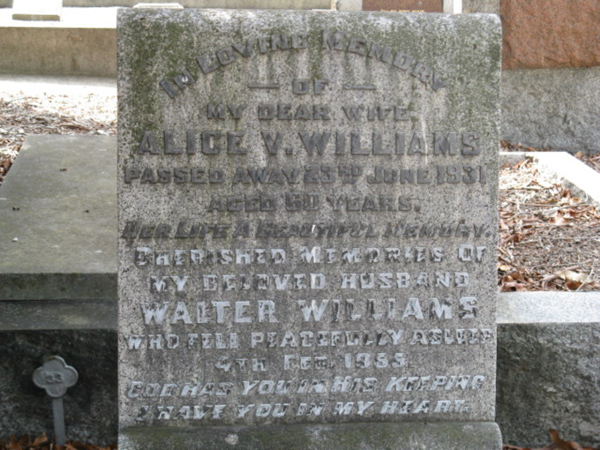 IN LOVING MEMORY
— OF —
MY DEAR WIFE
ALICE V. WILLIAMS
PASSED AWAY 23RD JUNE 1931
AGED 60 YEARS.
HER LIFE A BEAUTIFUL MEMORY.
CHERISHED MEMORIES OF
MY BELOVED HUSBAND
WALTER WILLIAMS
WHO FELL PEACEFULLY ASLEEP
4TH 1955
GOD HAS YOU IN HIS KEEPING
I HAVE YOU IN MY HEART.